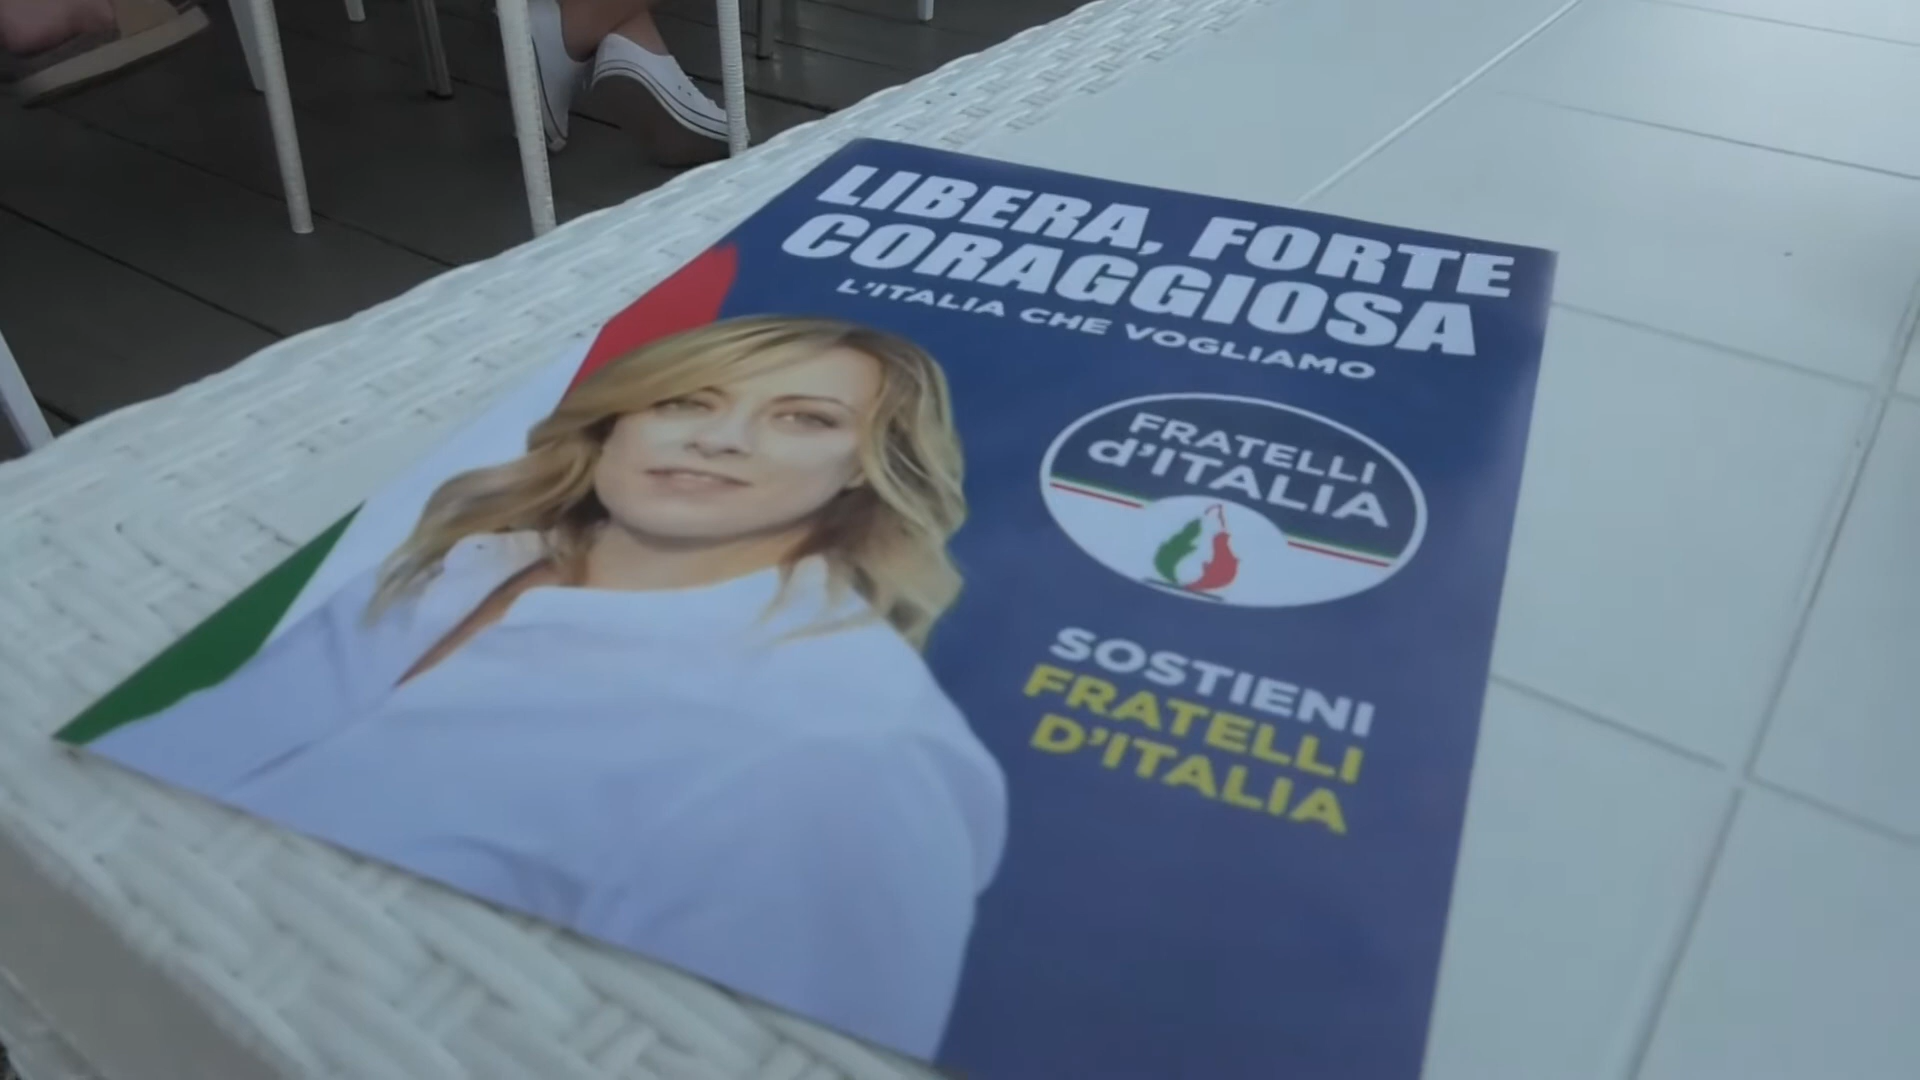 LIBERA, FORTE
CORAGGIOSA
L'ITALIA CHE VOGLIAMO
FRATELLI
d'ITALIA
SOSTIENI
FRATELLI
D'ITALIA